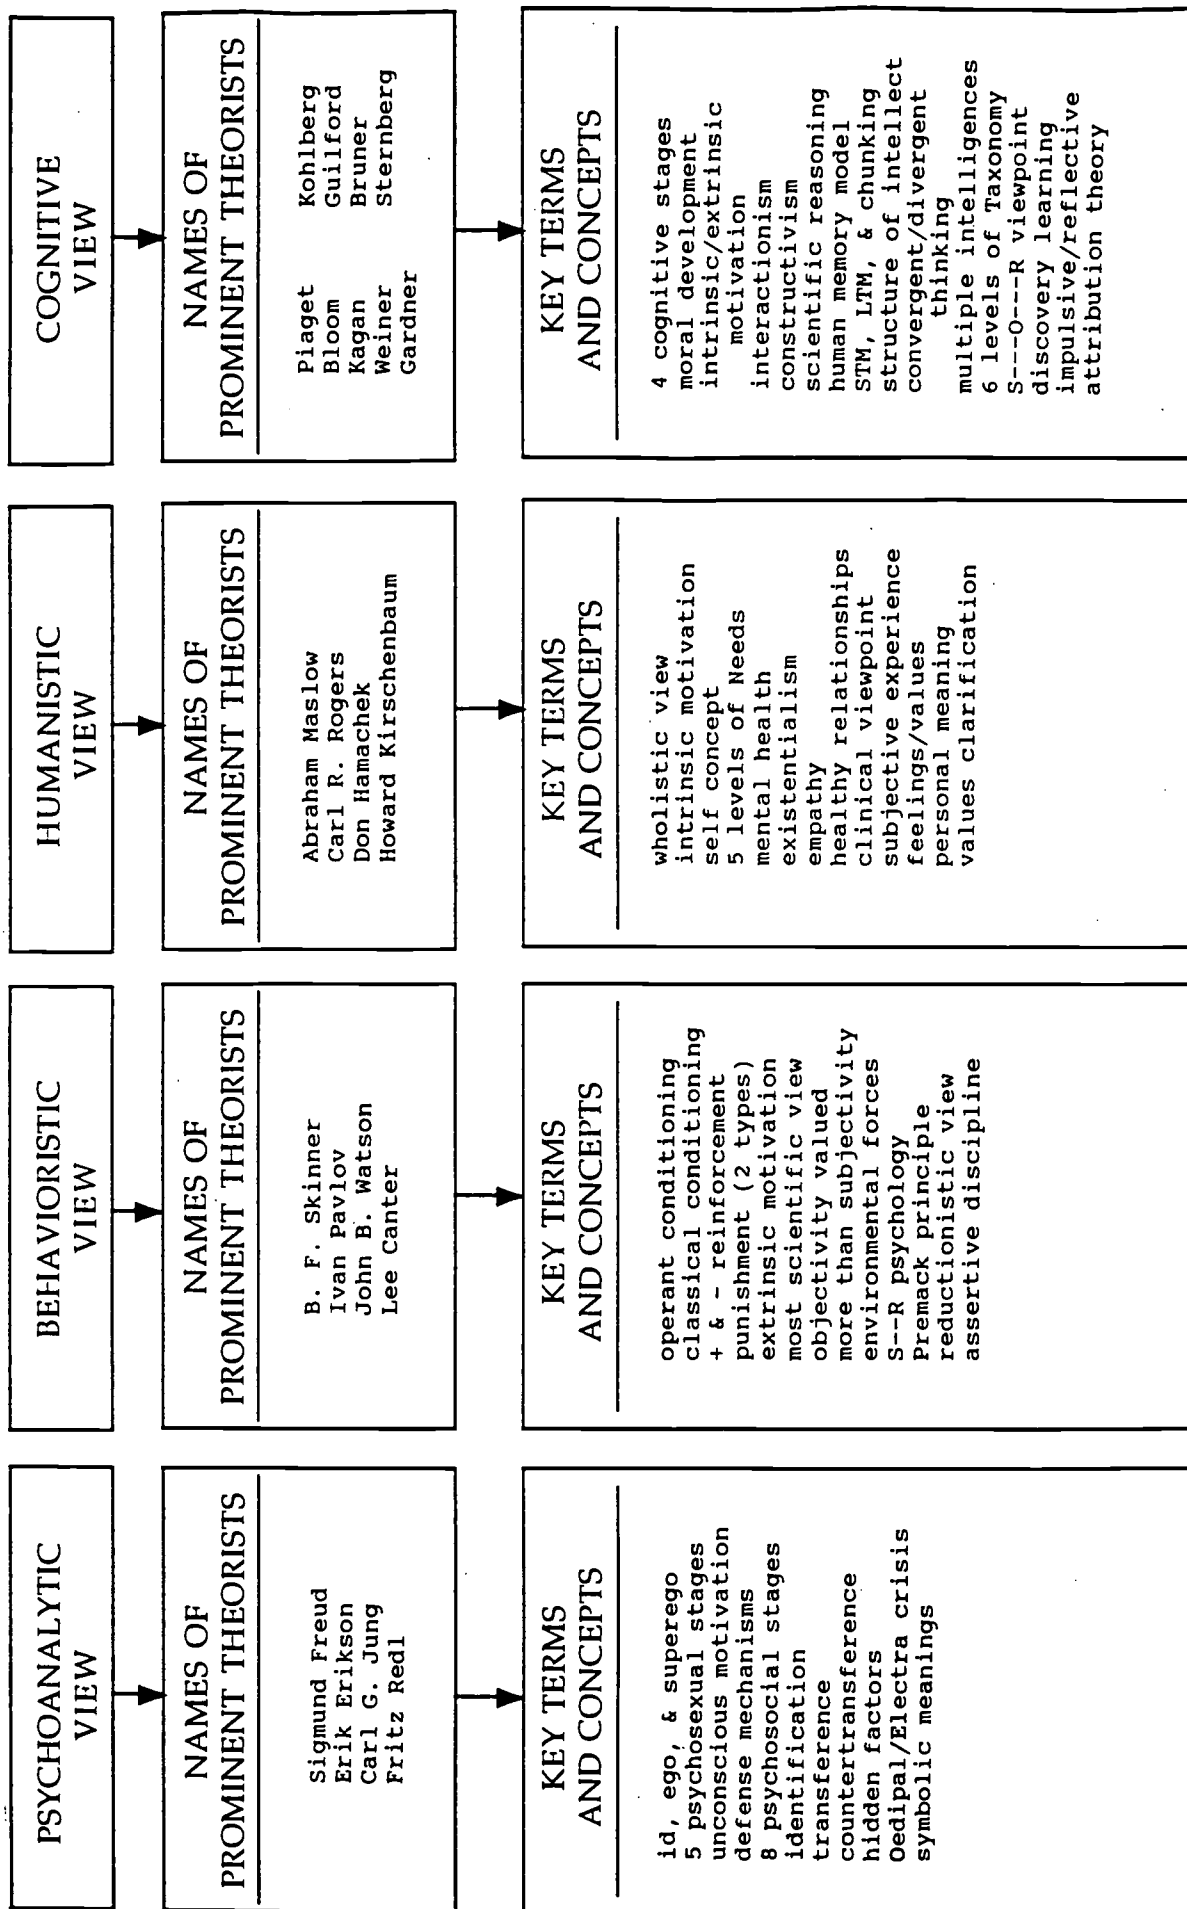 PSYCHOANALYTIC
VIEW
NAMES OF
PROMINENT THEORISTS
Sigmund Freud
Erik Erikson
Carl G. Jung
Fritz Redl
KEY TERMS
AND CONCEPTS
id, ego, & superego
5 psychosexual stages
unconscious motivation
defense mechanisms
8 psychosocial stages
identification
transference
countertransference
hidden factors
Oedipal/Electra crisis
symbolic meanings
BEHAVIORISTIC
VIEW
NAMES OF
PROMINENT THEORISTS
B. F. Skinner
Ivan Pavlov
John B. Watson
Lee Canter
KEY TERMS
AND CONCEPTS
operant conditioning
classical conditioning
+ & - reinforcement
punishment (2 types)
extrinsic motivation
most scientific view
objectivity valued
more than subjectivity
environmental forces
S--R psychology
Premack principle
reductionistic view
assertive discipline
HUMANISTIC
VIEW
NAMES OF
PROMINENT THEORISTS
Abraham Maslow
Carl R. Rogers
Don Hamachek
Howard Kirschenbaum
KEY TERMS
AND CONCEPTS
wholistic view
intrinsic motivation
self concept
5 levels of Needs
mental health
existentialism
empathy
healthy relationships
clinical viewpoint
subjective experience
feelings/values
personal meaning
values clarification
COGNITIVE
VIEW
NAMES OF
PROMINENT THEORISTS
Piaget Kohlberg
Bloom Guilford
Kagan Bruner
Weiner Sternberg
Gardner
KEY TERMS
AND CONCEPTS
4 cognitive stages
moral development
intrinsic/extrinsic
motivation
interactionism
constructivism
scientific reasoning
human memory model
STM, LTM, & chunking
structure of intellect
convergent/divergent
thinking
multiple intelligences
6 levels of Taxonomy
S---O---R viewpoint
discovery learning
impulsive/reflective
attribution theory